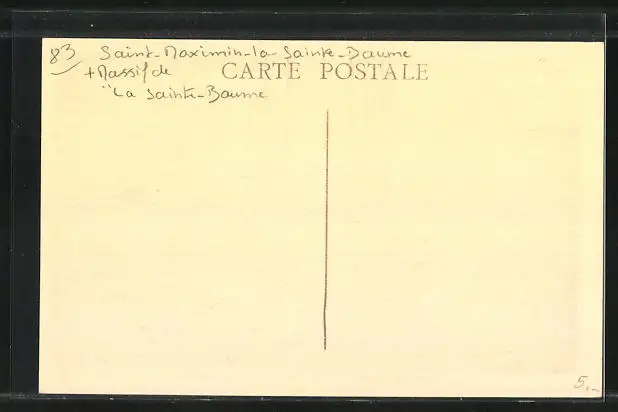 83 Saint-Maximin-la-Sainte-Baume
+ Massif de
CARTE POSTALE
"La Sainte-Baume
5.-